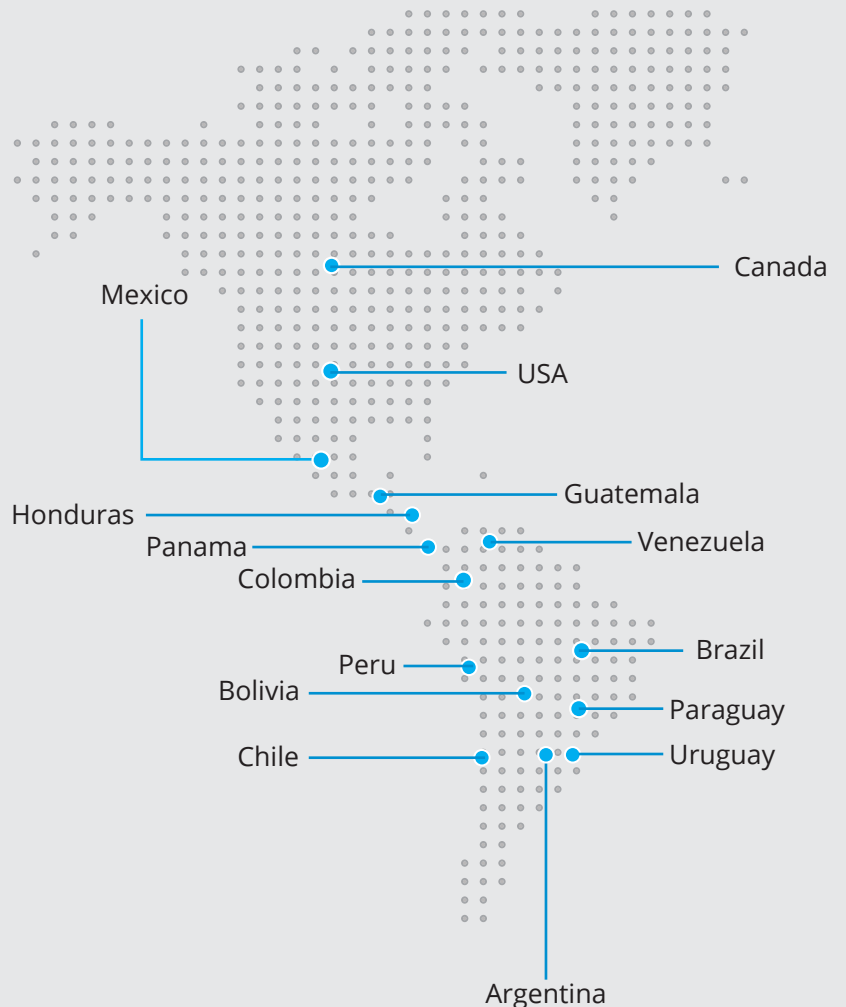 Canada
Mexico
USA
Guatemala
Honduras
Venezuela
Panama
Colombia
Brazil
Peru
Bolivia
Paraguay
Uruguay
Chile
Argentina